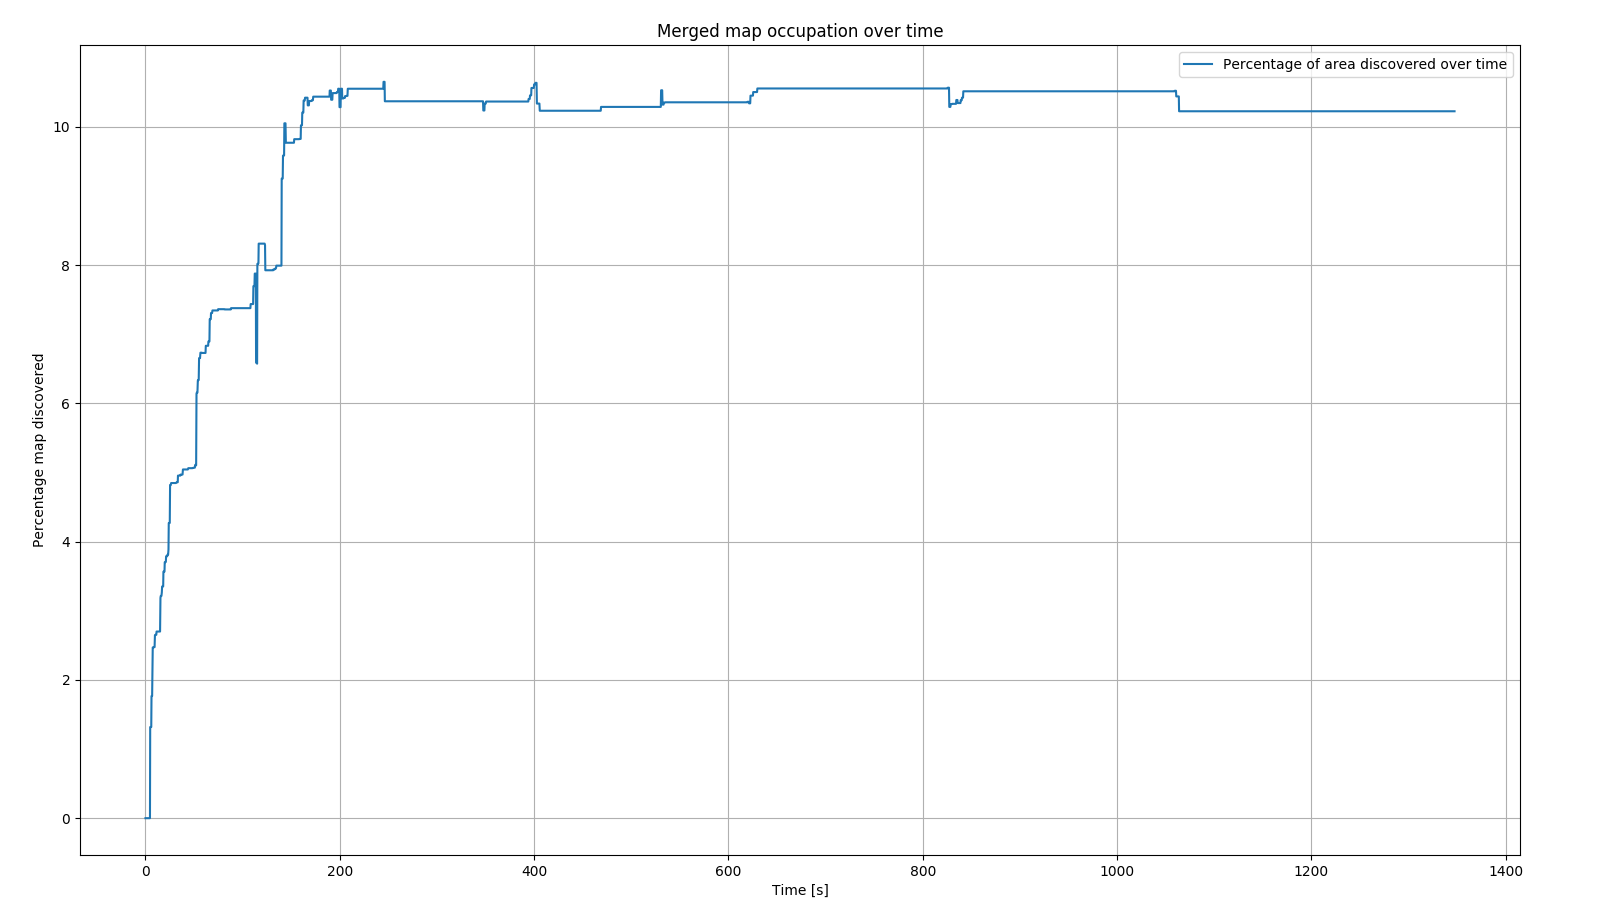 Merged map occupation over time
Percentage of area discovered over time
Percentage map discovered
10
8
6
4
2
0
0 200 400 600 800 1000 1200 1400
Time [s]